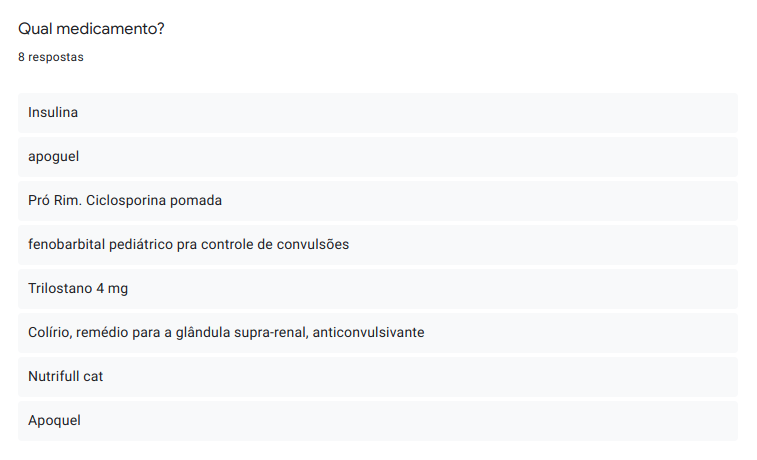 Qual medicamento?
8 respostas
Insulina
apoguel
Pró Rim. Ciclosporina pomada
fenobarbital pediátrico pra controle de convulsões
Trilostano 4 mg
Colírio, remédio para a glândula supra-renal, anticonvulsivante
Nutrifull cat
Apoquel